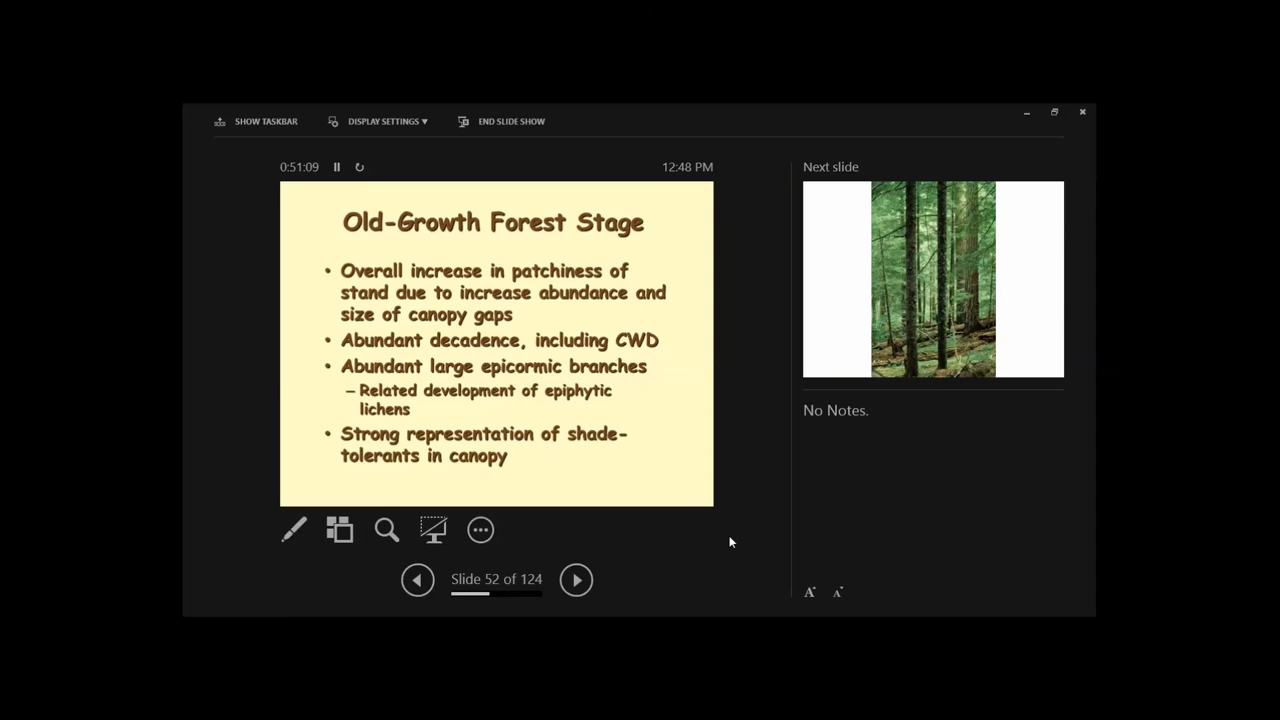 SHOW TASKBAR
DISPLAY SETTINGS ▼
END SLIDE SHOW
0:51:09
12:48 PM
Next slide
Old-Growth Forest Stage
• Overall increase in patchiness of
stand due to increase abundance and
size of canopy gaps
• Abundant decadence, including CWD
• Abundant large epicormic branches
– Related development of epiphytic
lichens
• Strong representation of shade-
tolerants in canopy
No Notes.
Slide 52 of 124
A A